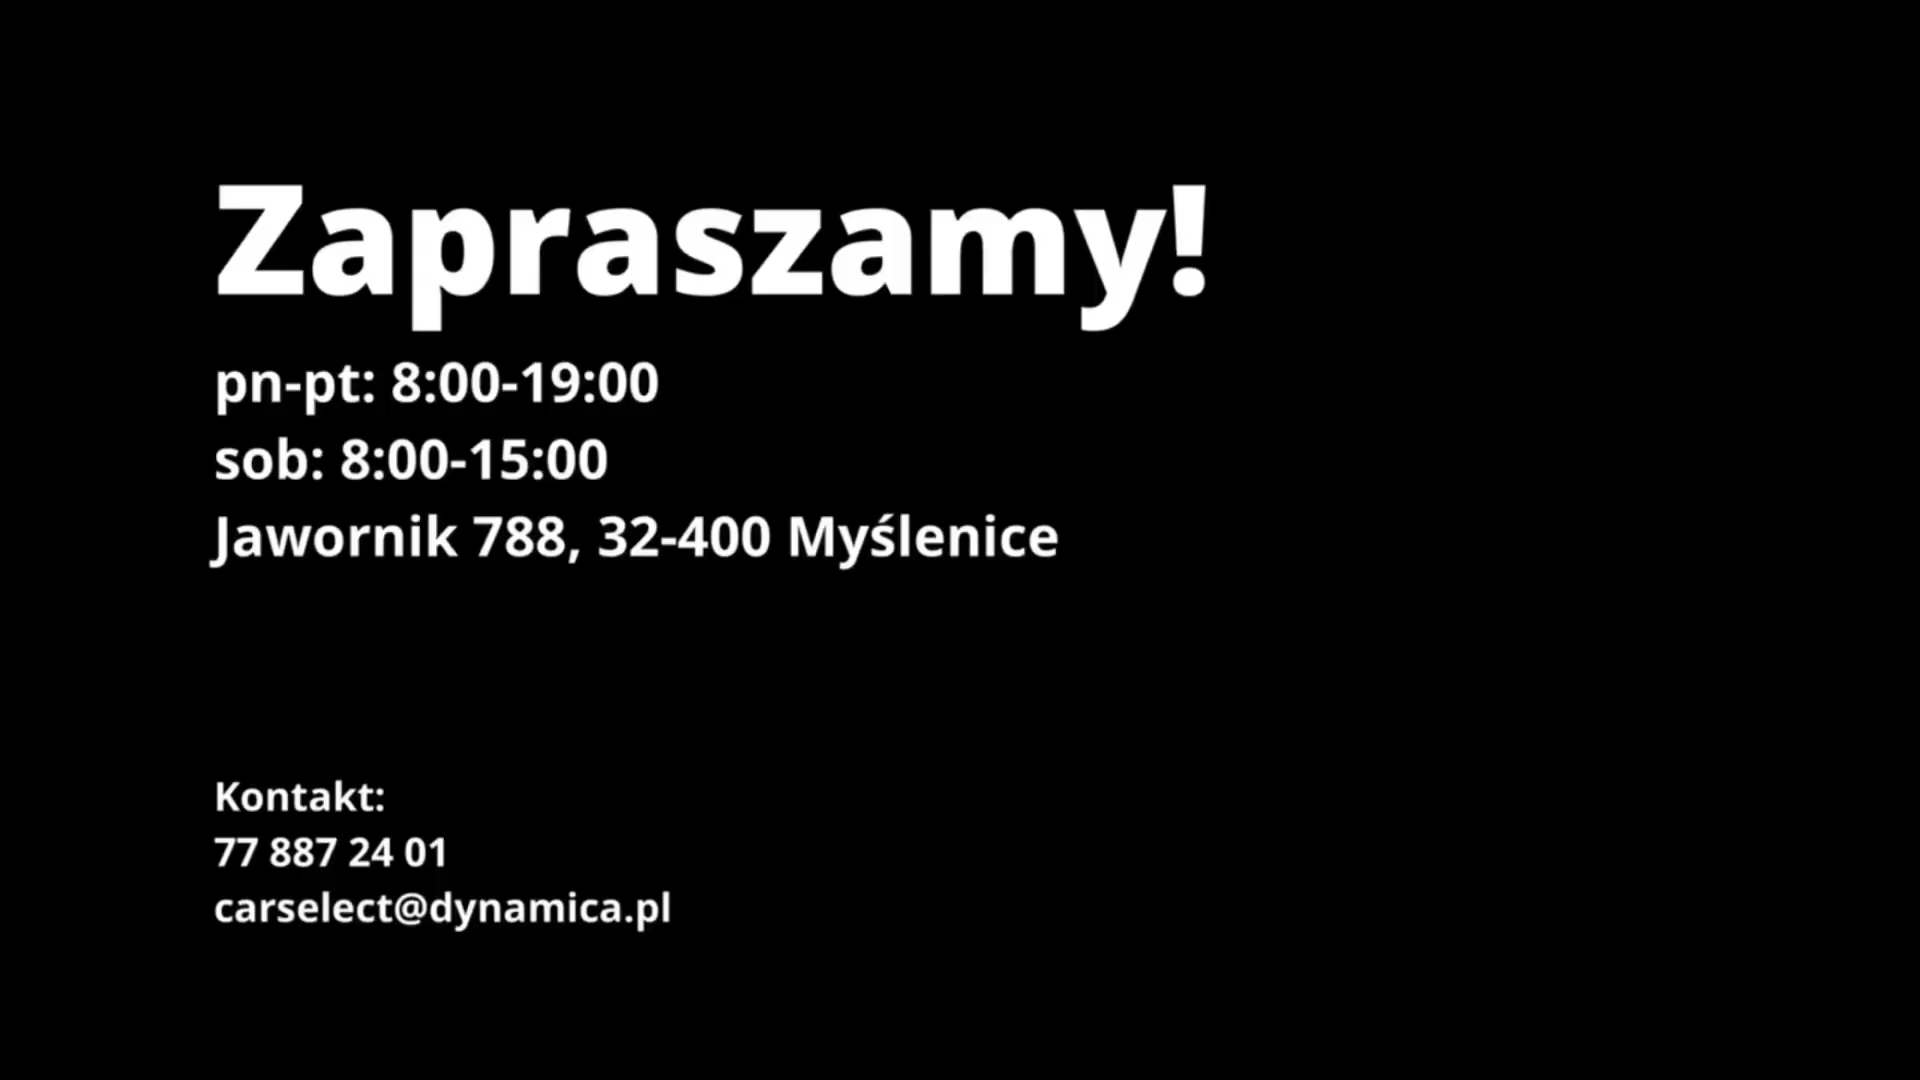 Zapraszamy!
pn-pt: 8:00-19:00
sob: 8:00-15:00
Jawornik 788, 32-400 Myślenice
Kontakt:
77 887 24 01
carselect@dynamica.pl